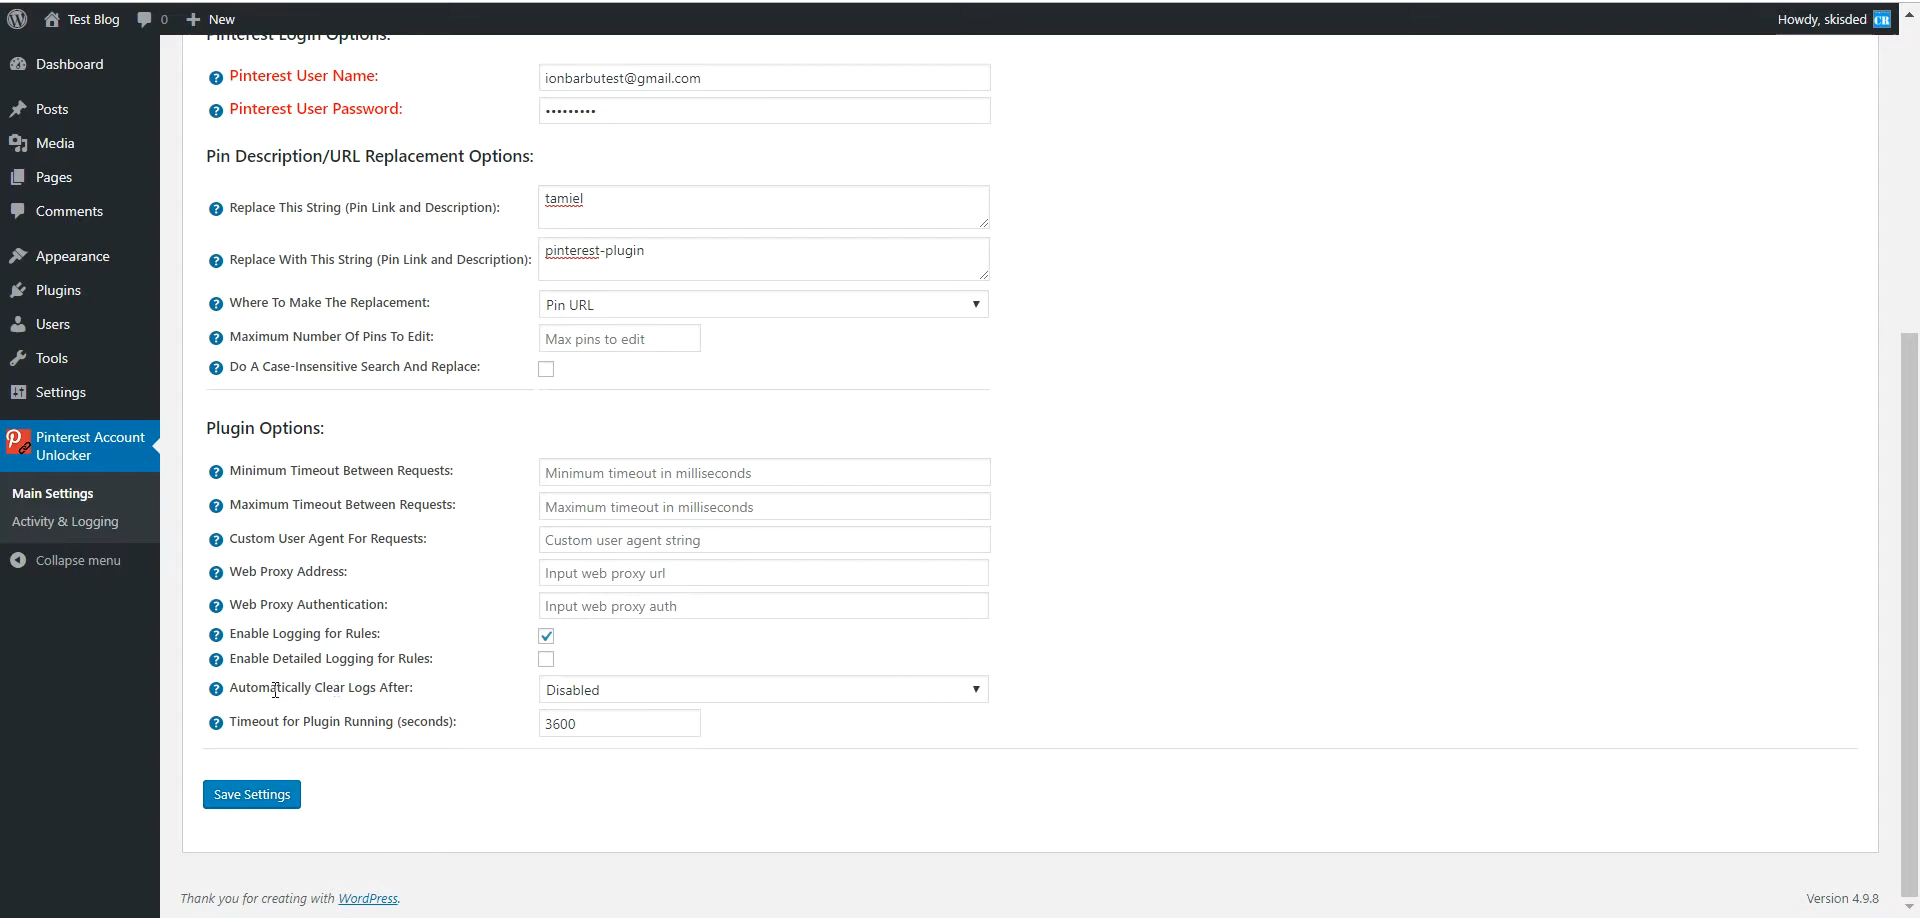 Test Blog 0 New Howdy, skisded CR
Dashboard
Posts
Media
Pages
Comments
Appearance
Plugins
Users
Tools
Settings
Pinterest Account
Unlocker
Main Settings
Activity & Logging
Collapse menu
Pinterest Login Options:
Pinterest User Name: ionbarbutest@gmail.com
Pinterest User Password: •••••••••
Pin Description/URL Replacement Options:
Replace This String (Pin Link and Description): tamiel
Replace With This String (Pin Link and Description): pinterest-plugin
Where To Make The Replacement: Pin URL
Maximum Number Of Pins To Edit: Max pins to edit
Do A Case-Insensitive Search And Replace:
Plugin Options:
Minimum Timeout Between Requests: Minimum timeout in milliseconds
Maximum Timeout Between Requests: Maximum timeout in milliseconds
Custom User Agent For Requests: Custom user agent string
Web Proxy Address: Input web proxy url
Web Proxy Authentication: Input web proxy auth
Enable Logging for Rules:
Enable Detailed Logging for Rules:
Automatically Clear Logs After: Disabled
Timeout for Plugin Running (seconds): 3600
Save Settings
Thank you for creating with WordPress. Version 4.9.8